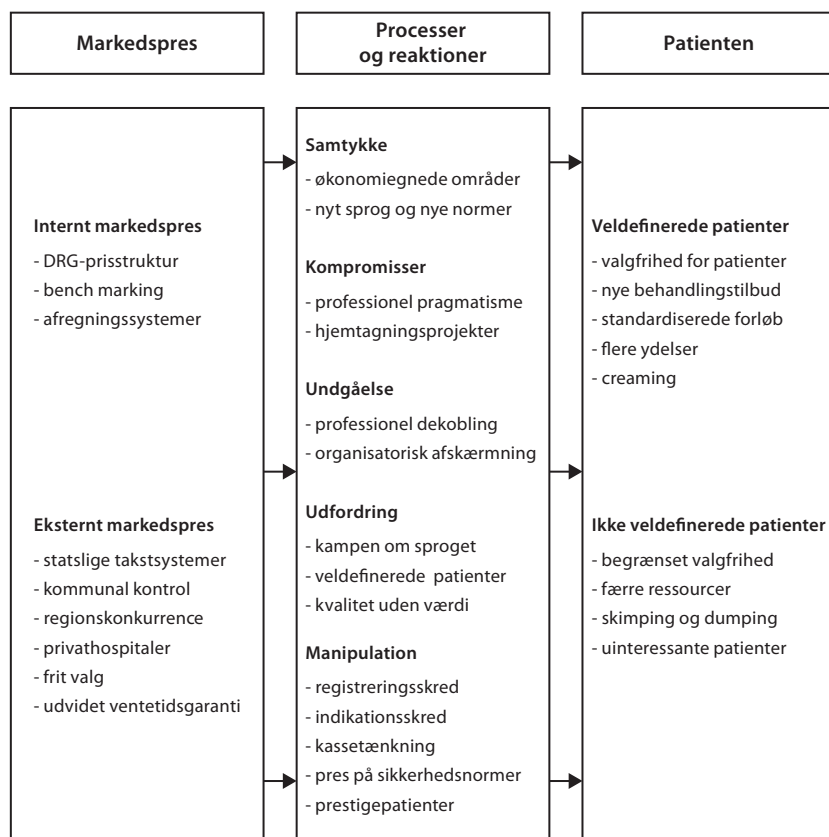 Markedspres
Processer
og reaktioner
Patienten
Internt markedspres
- DRG-prisstruktur
- bench marking
- afregningssystemer
Eksternt markedspres
- statslige takstsystemer
- kommunal kontrol
- regionskonkurrence
- privathospitaler
- frit valg
- udvidet ventetidsgaranti
Samtykke
- økonomiegnede områder
- nyt sprog og nye normer
Kompromisser
- professionel pragmatisme
- hjemtagningsprojekter
Undgåelse
- professionel dekobling
- organisatorisk afskærmning
Udfordring
- kampen om sproget
- veldefinerede patienter
- kvalitet uden værdi
Manipulation
- registreringsskred
- indikationsskred
- kassetænkning
- pres på sikkerhedsnormer
- prestigepatienter
Veldefinerede patienter
- valgfrihed for patienter
- nye behandlingstilbud
- standardiserede forløb
- flere ydelser
- creaming
Ikke veldefinerede patienter
- begrænset valgfrihed
- færre ressourcer
- skimping og dumping
- uinteressante patienter